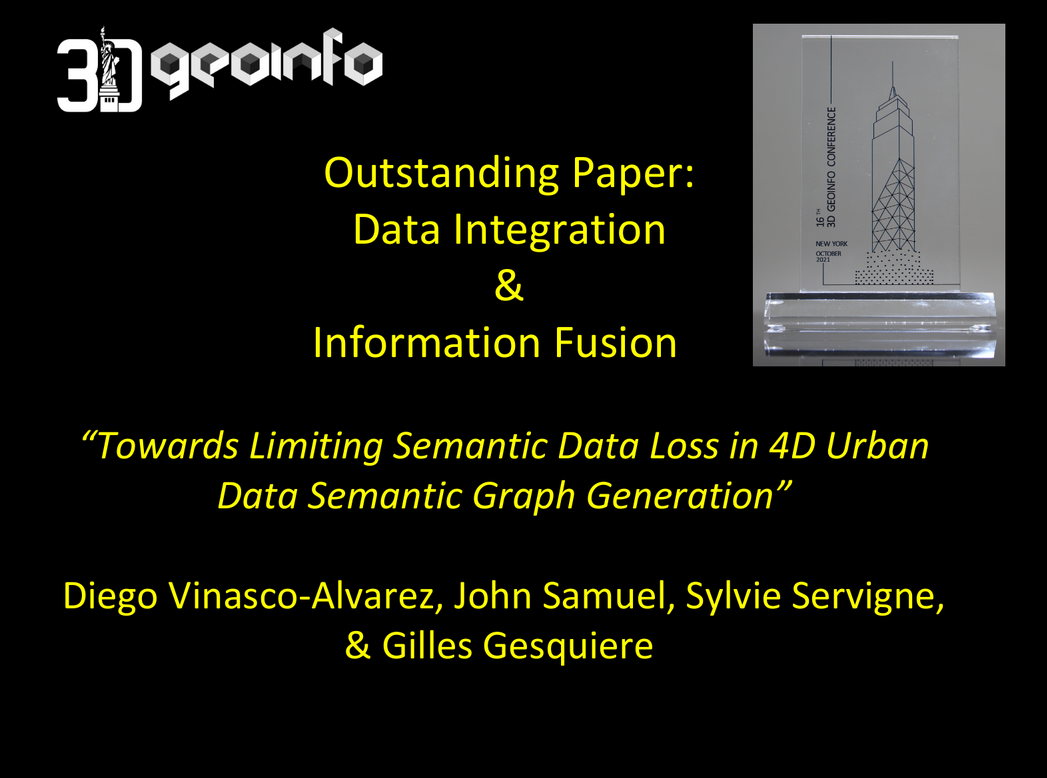 3D geoinfo
Outstanding Paper:
Data Integration
&
Information Fusion
16TH
3D GEOINFO CONFERENCE
NEW YORK
OCTOBER
2021
“Towards Limiting Semantic Data Loss in 4D Urban
Data Semantic Graph Generation”
Diego Vinasco-Alvarez, John Samuel, Sylvie Servigne,
& Gilles Gesquiere